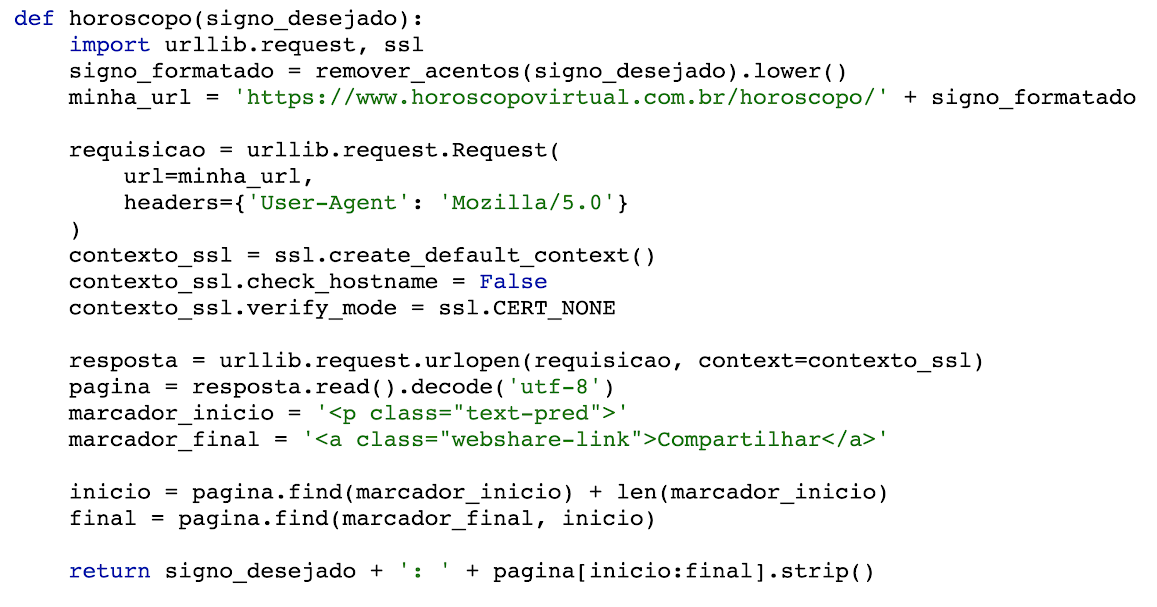 def horoscopo(signo_desejado):
    import urllib.request, ssl
    signo_formatado = remover_acentos(signo_desejado).lower()
    minha_url = 'https://www.horoscopovirtual.com.br/horoscopo/' + signo_formatado

    requisicao = urllib.request.Request(
        url=minha_url,
        headers={'User-Agent': 'Mozilla/5.0'}
    )
    contexto_ssl = ssl.create_default_context()
    contexto_ssl.check_hostname = False
    contexto_ssl.verify_mode = ssl.CERT_NONE

    resposta = urllib.request.urlopen(requisicao, context=contexto_ssl)
    pagina = resposta.read().decode('utf-8')
    marcador_inicio = '<p class="text-pred">'
    marcador_final = '<a class="webshare-link">Compartilhar</a>'

    inicio = pagina.find(marcador_inicio) + len(marcador_inicio)
    final = pagina.find(marcador_final, inicio)

    return signo_desejado + ': ' + pagina[inicio:final].strip()